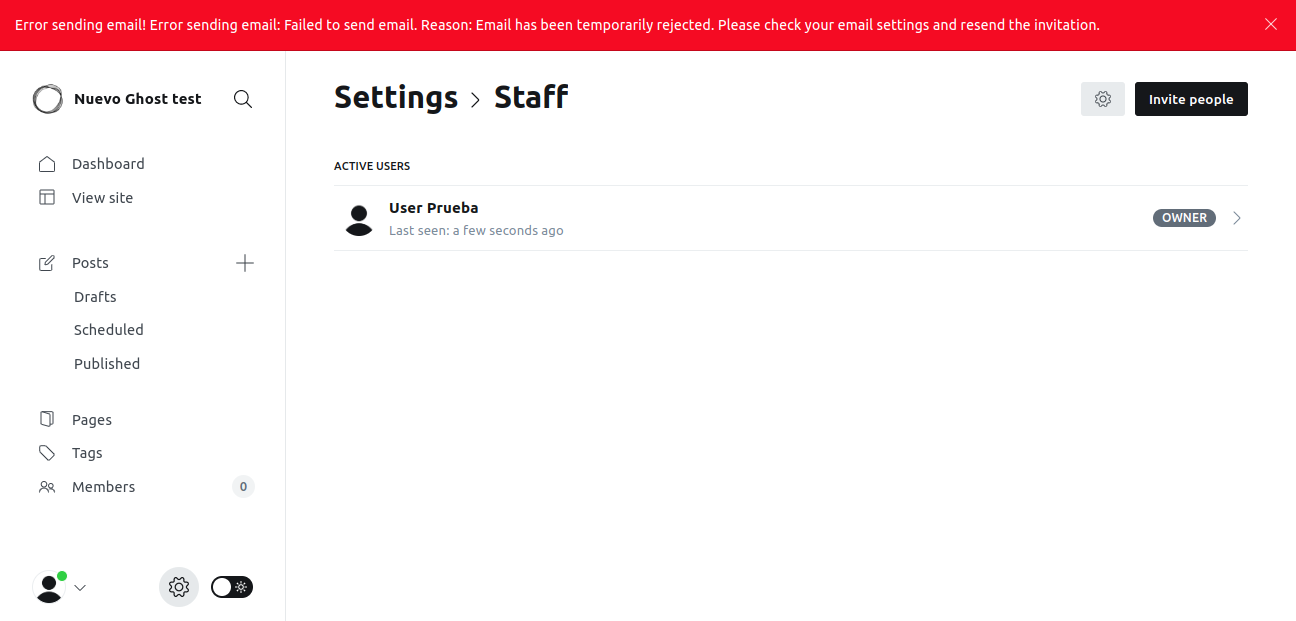 Error sending email! Error sending email: Failed to send email. Reason: Email has been temporarily rejected. Please check your email settings and resend the invitation.
Nuevo Ghost test
Dashboard
View site
Posts
Drafts
Scheduled
Published
Pages
Tags
Members 0
Settings > Staff
Invite people
ACTIVE USERS
User Prueba
Last seen: a few seconds ago
OWNER